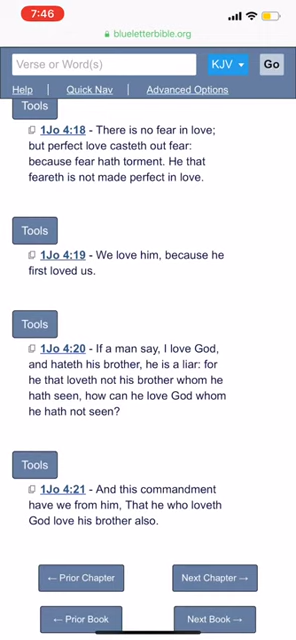 7:46
blueletterbible.org
Verse or Word(s)
KJV
Go
Help | Quick Nav | Advanced Options
Tools
1Jo 4:18 - There is no fear in love;
but perfect love casteth out fear:
because fear hath torment. He that
feareth is not made perfect in love.
Tools
1Jo 4:19 - We love him, because he
first loved us.
Tools
1Jo 4:20 - If a man say, I love God,
and hateth his brother, he is a liar: for
he that loveth not his brother whom he
hath seen, how can he love God whom
he hath not seen?
Tools
1Jo 4:21 - And this commandment
have we from him, That he who loveth
God love his brother also.
← Prior Chapter
Next Chapter →
← Prior Book
Next Book →